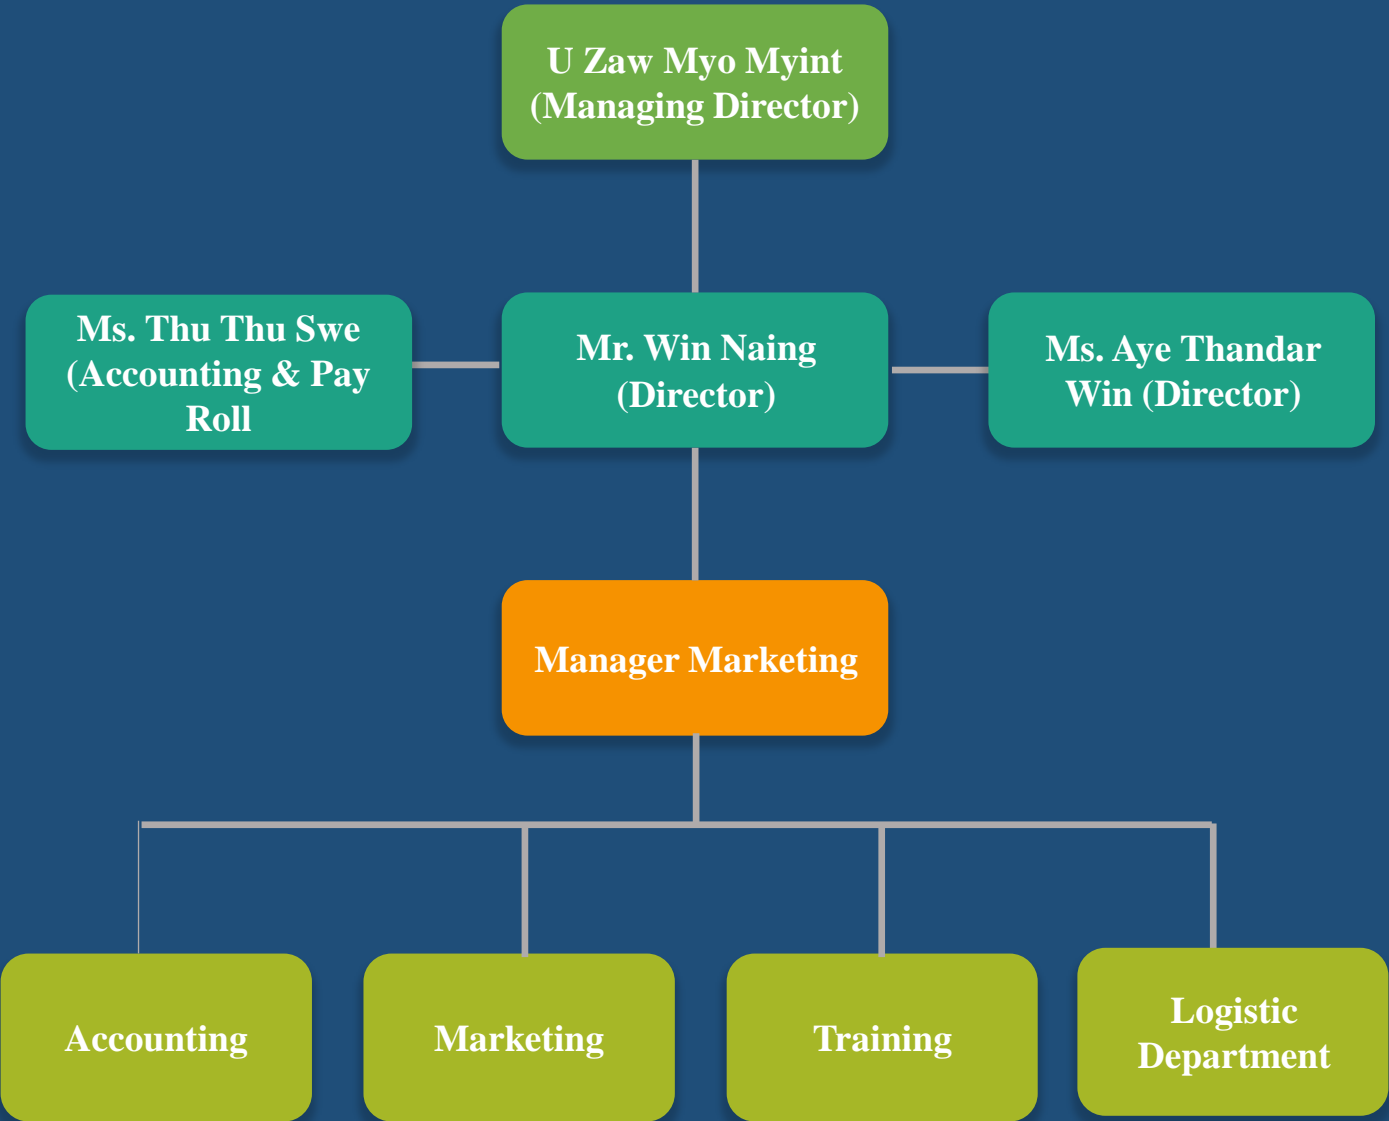 U Zaw Myo Myint
(Managing Director)
Ms. Thu Thu Swe
(Accounting & Pay
Roll
Mr. Win Naing
(Director)
Ms. Aye Thandar
Win (Director)
Manager Marketing
Accounting
Marketing
Training
Logistic
Department